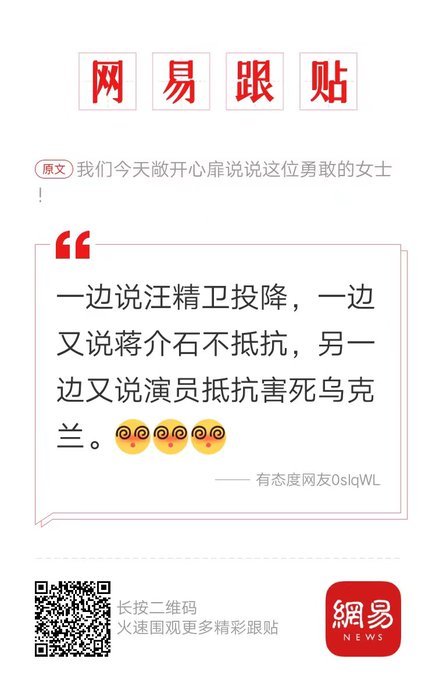 网易跟贴
原文 我们今天敞开心扉说说这位勇敢的女士
！
一边说汪精卫投降，一边
又说蒋介石不抵抗，另一
边又说演员抵抗害死乌克
兰。😵‍💫😵‍💫😵‍💫
—— 有态度网友0slqWL
长按二维码
火速围观更多精彩跟贴
網易
NEWS